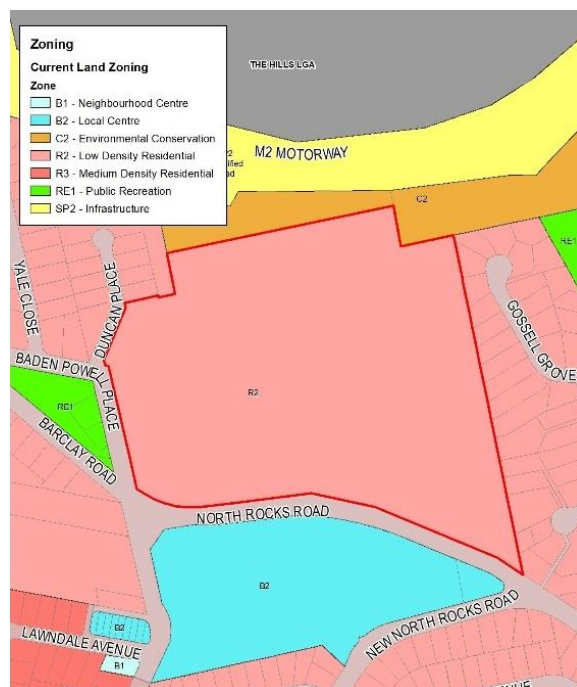 Zoning
Current Land Zoning
Zone
B1 - Neighbourhood Centre
B2 - Local Centre
C2 - Environmental Conservation
R2 - Low Density Residential
R3 - Medium Density Residential
RE1 - Public Recreation
SP2 - Infrastructure
THE HILLS LGA
M2 MOTORWAY
C2
RE1
YALE CLOSE
DUNCAN PLACE
GOSSELL GROVE
BADEN POWELL PLACE
RE1
R2
BARCLAY ROAD
NORTH ROCKS ROAD
B2
NEW NORTH ROCKS ROAD
B2
LAWNDALE AVENUE
B1